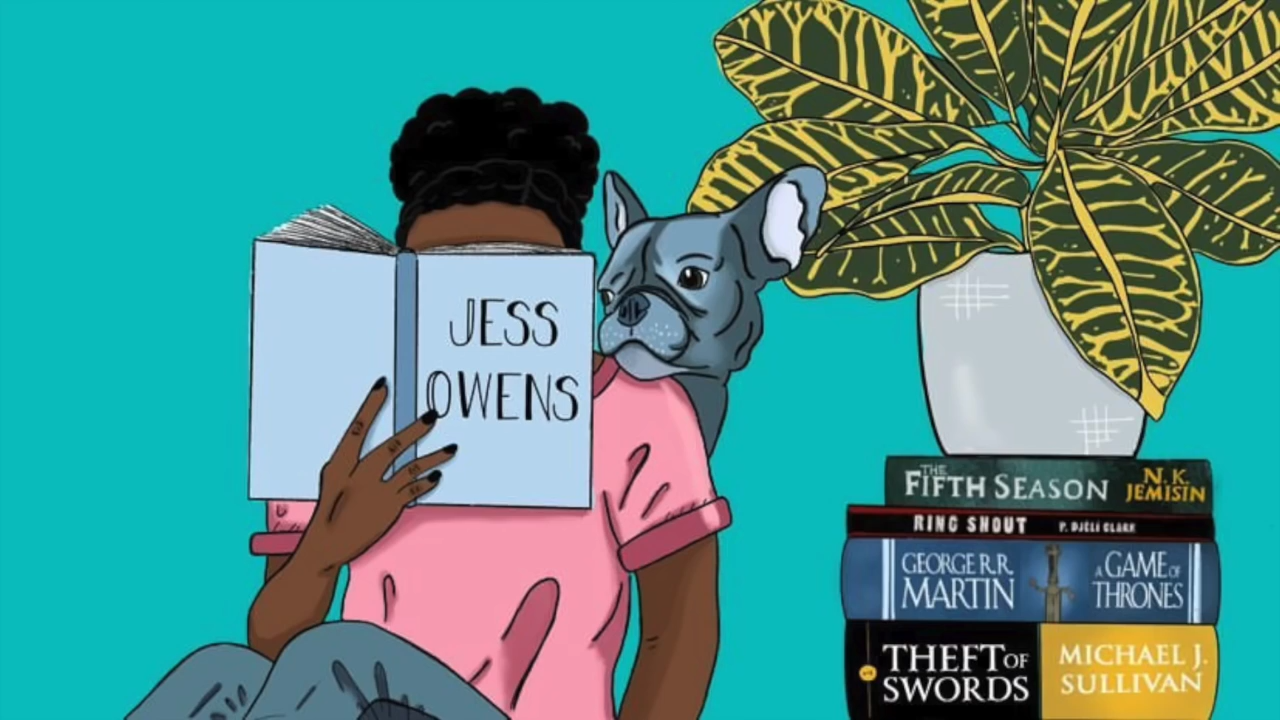 JESS
OWENS
THE
FIFTH SEASON
N. K.
JEMISIN
RING SHOUT
P. DJÈLÍ CLARK
GEORGE R.R.
MARTIN
A GAME OF
THRONES
THEFT OF
SWORDS
MICHAEL J.
SULLIVAN